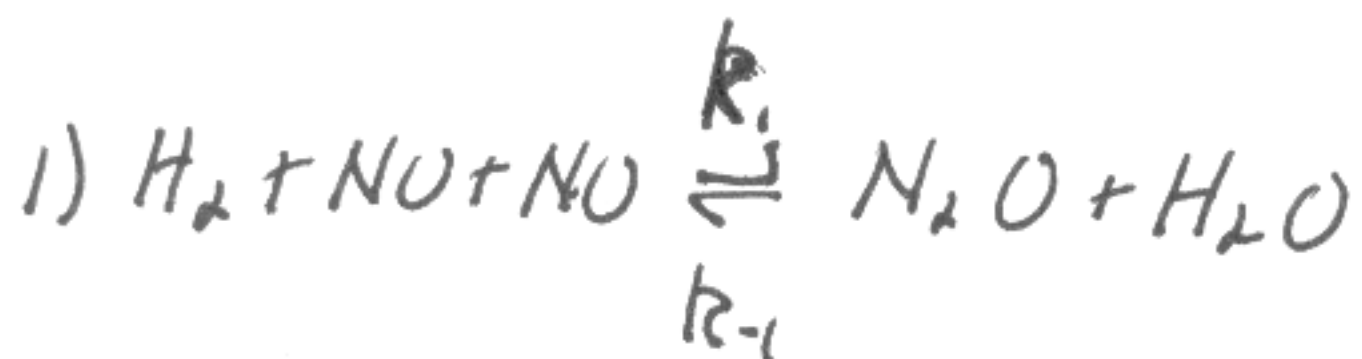 k₁
1) H₂ + NO + NO ⇌ N₂O + H₂O
k₋₁